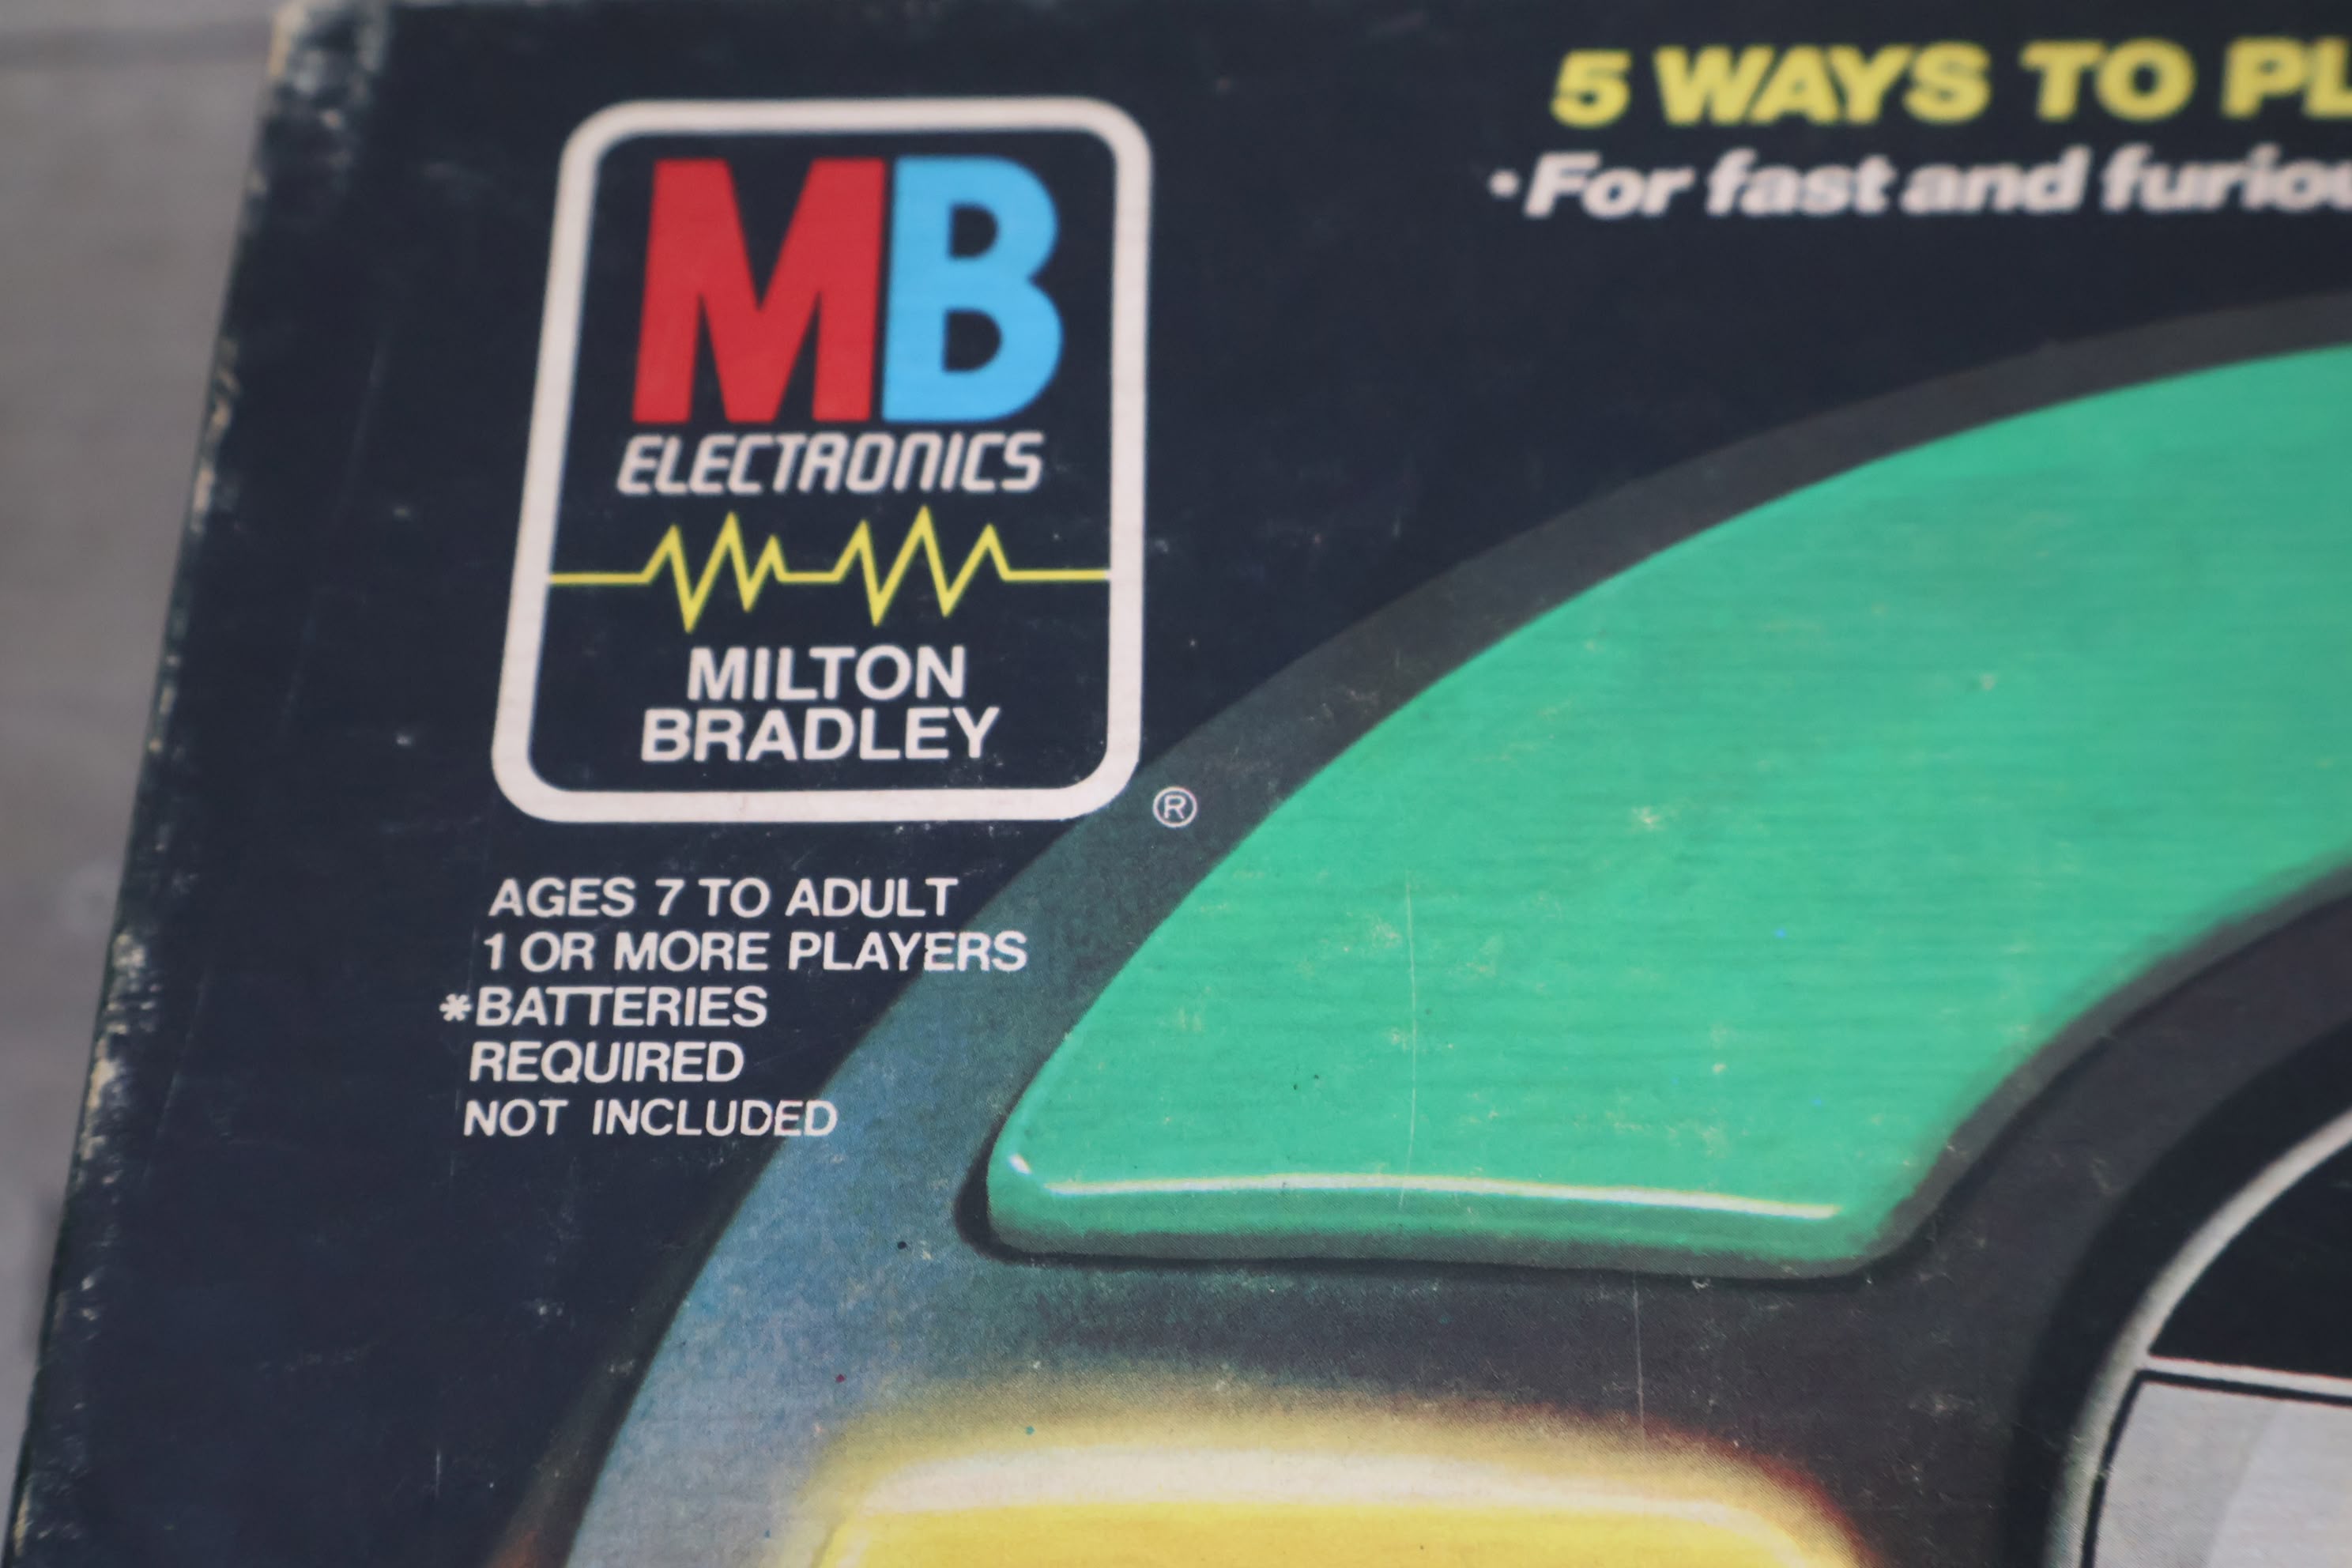 MB
ELECTRONICS
MILTON
BRADLEY
®
AGES 7 TO ADULT
1 OR MORE PLAYERS
*BATTERIES
REQUIRED
NOT INCLUDED
5 WAYS TO PL
•For fast and furiou